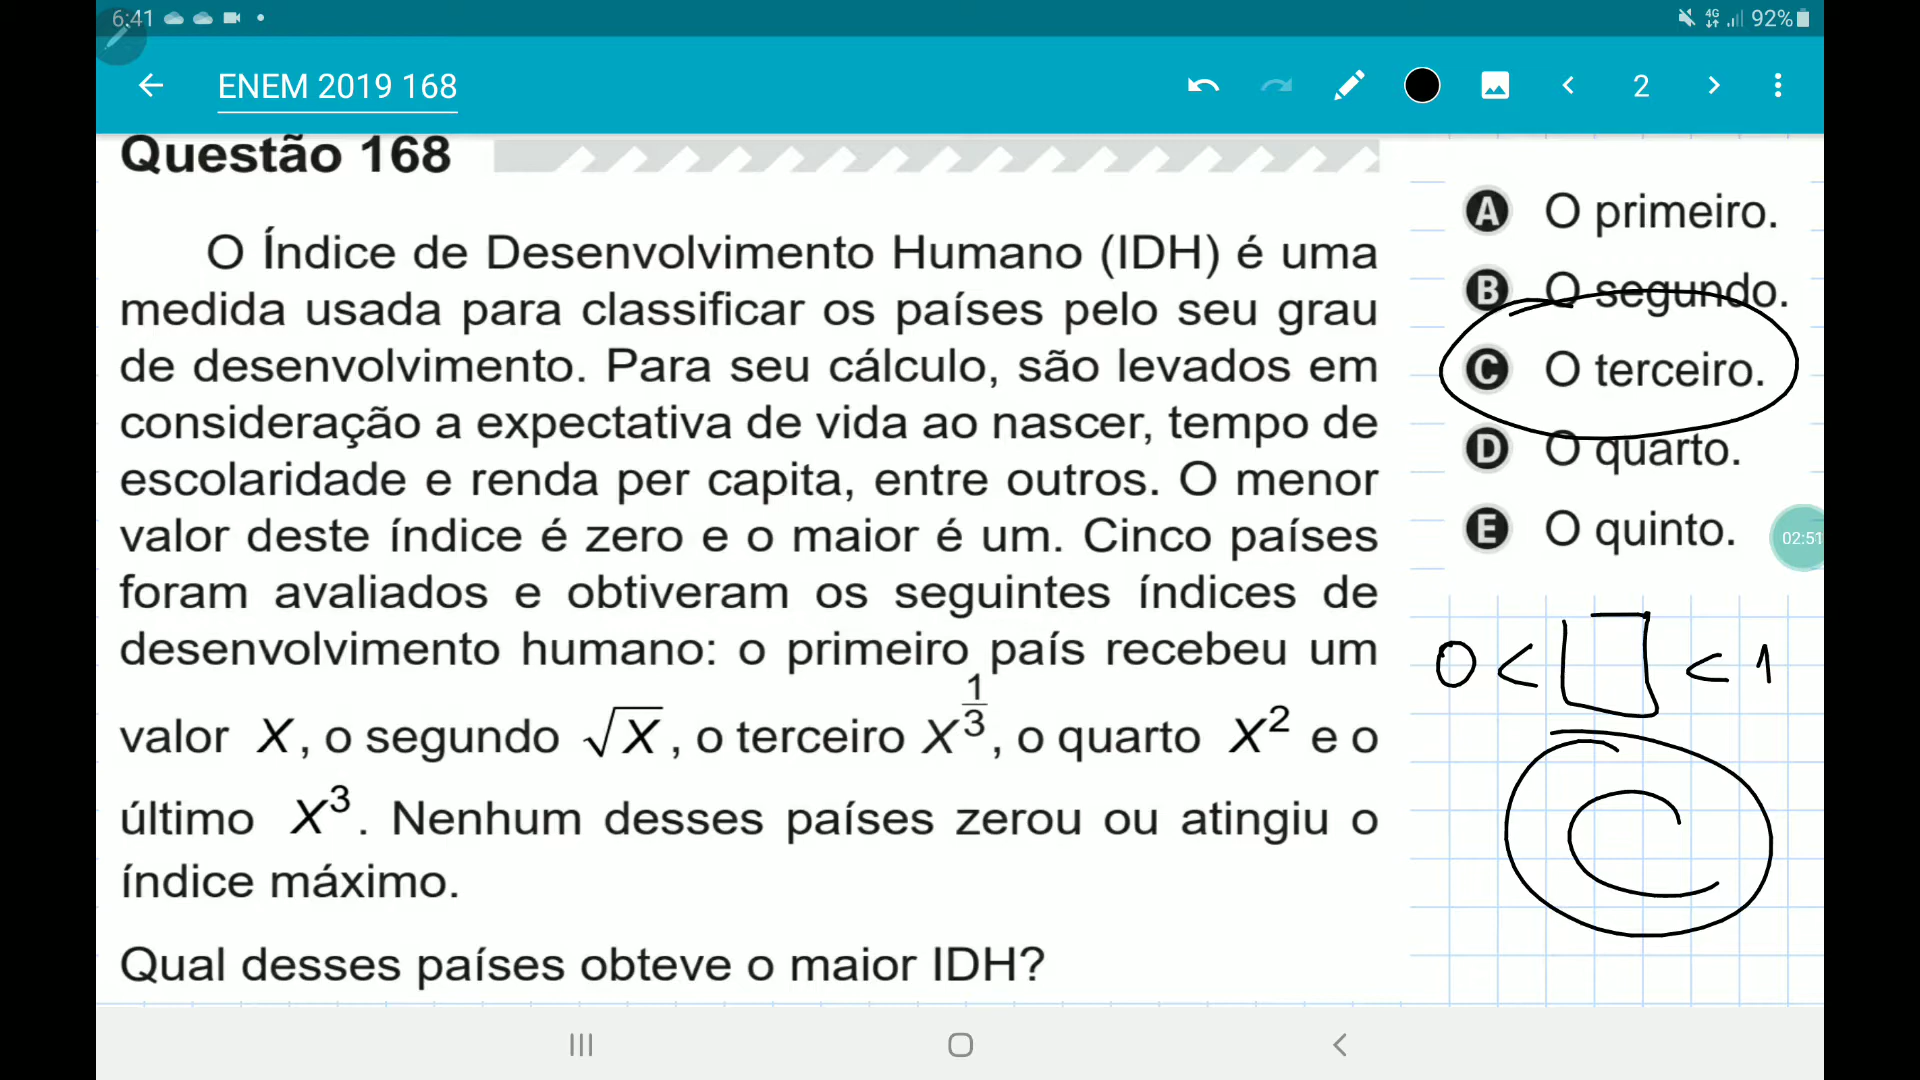 6:41
4G 92%
ENEM 2019 168
2
Questão 168
O Índice de Desenvolvimento Humano (IDH) é uma
medida usada para classificar os países pelo seu grau
de desenvolvimento. Para seu cálculo, são levados em
consideração a expectativa de vida ao nascer, tempo de
escolaridade e renda per capita, entre outros. O menor
valor deste índice é zero e o maior é um. Cinco países
foram avaliados e obtiveram os seguintes índices de
desenvolvimento humano: o primeiro país recebeu um
valor X, o segundo √X, o terceiro X^(1/3), o quarto X² e o
último X³. Nenhum desses países zerou ou atingiu o
índice máximo.
Qual desses países obteve o maior IDH?
A O primeiro.
B O segundo.
C O terceiro.
D O quarto.
E O quinto.
02:51
0 < □ < 1
C